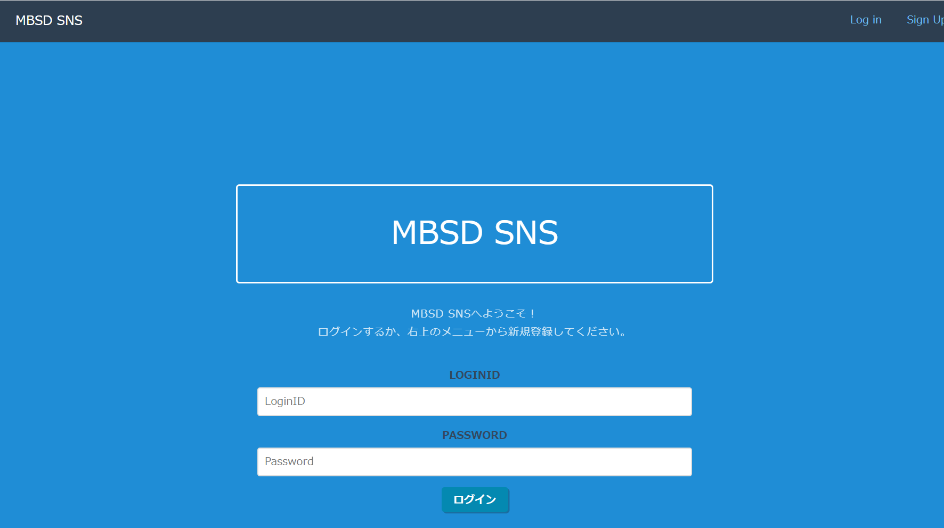 MBSD SNS
Log in
Sign Up
MBSD SNS
MBSD SNSへようこそ！
ログインするか、右上のメニューから新規登録してください。
LOGINID
LoginID
PASSWORD
Password
ログイン